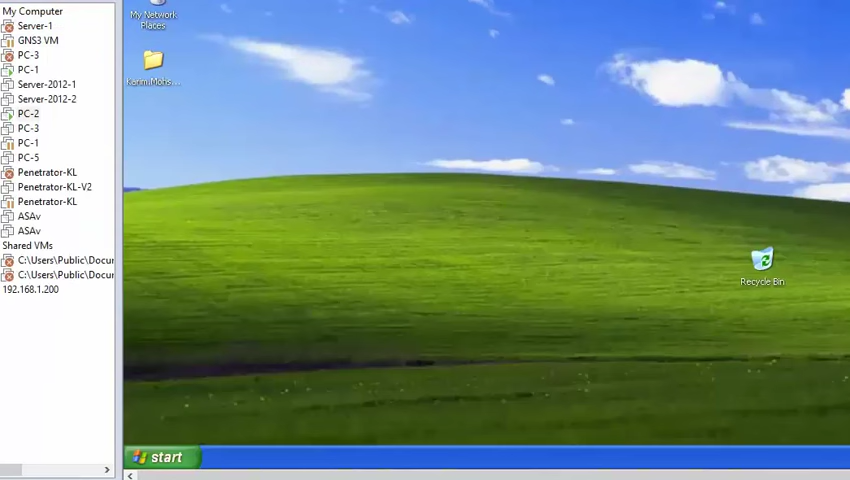 My Computer
Server-1
GNS3 VM
PC-3
PC-1
Server-2012-1
Server-2012-2
PC-2
PC-3
PC-1
PC-5
Penetrator-KL
Penetrator-KL-V2
Penetrator-KL
ASAv
ASAv
Shared VMs
C:\Users\Public\Docur
C:\Users\Public\Docur
192.168.1.200
My Network
Places
KarimiMohs...
Recycle Bin
start